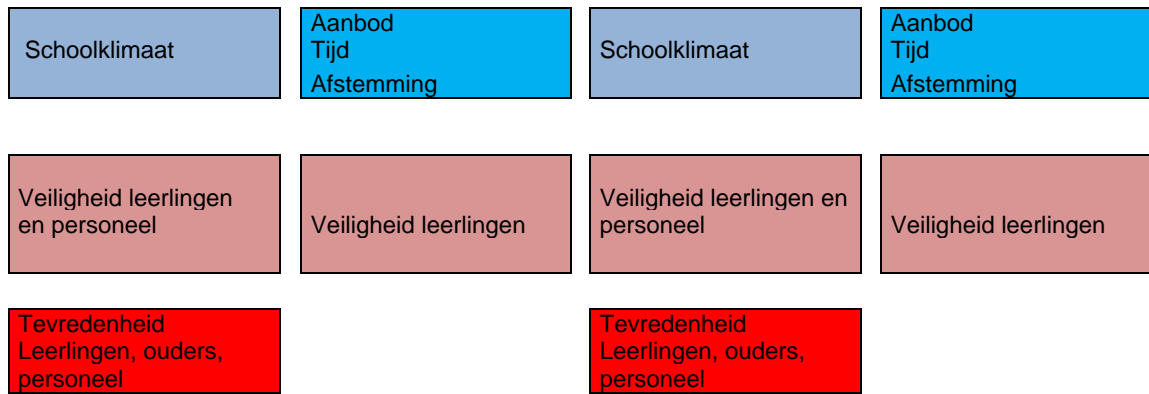 Schoolklimaat
Aanbod
Tijd
Afstemming
Schoolklimaat
Aanbod
Tijd
Afstemming
Veiligheid leerlingen
en personeel
Veiligheid leerlingen
Veiligheid leerlingen en
personeel
Veiligheid leerlingen
Tevredenheid
Leerlingen, ouders,
personeel
Tevredenheid
Leerlingen, ouders,
personeel